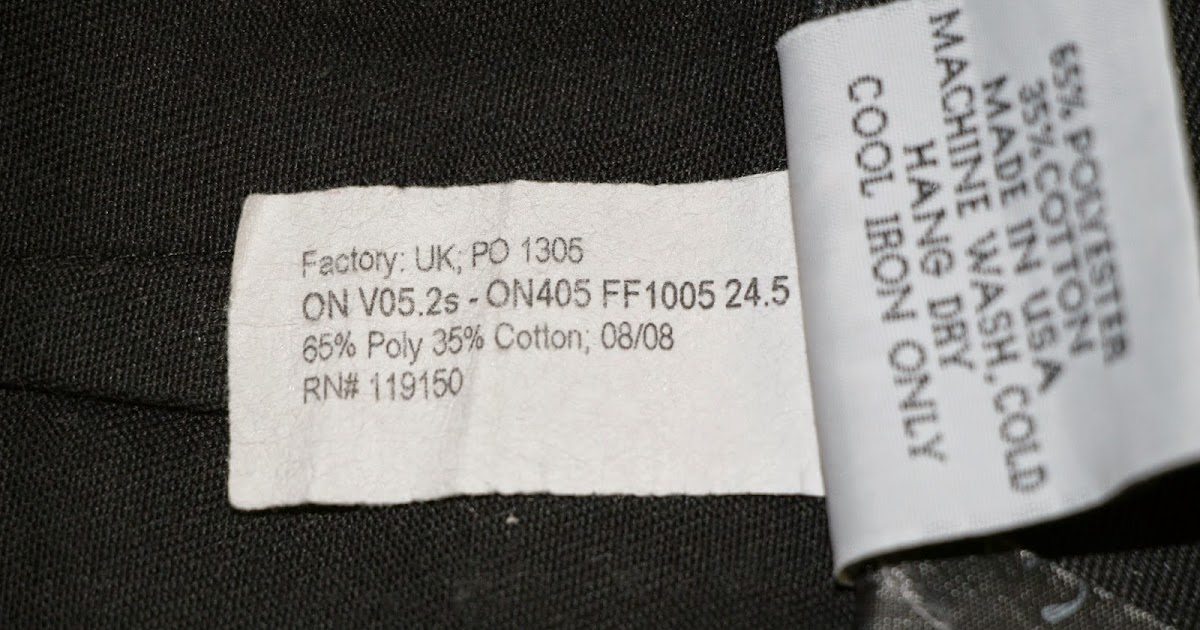 Factory: UK; PO 1305
ON V05.2s - ON405 FF1005 24.5
65% Poly 35% Cotton; 08/08
RN# 119150
65% POLYESTER
35% COTTON
MADE IN USA
MACHINE WASH, COLD
HANG DRY
COOL IRON ONLY